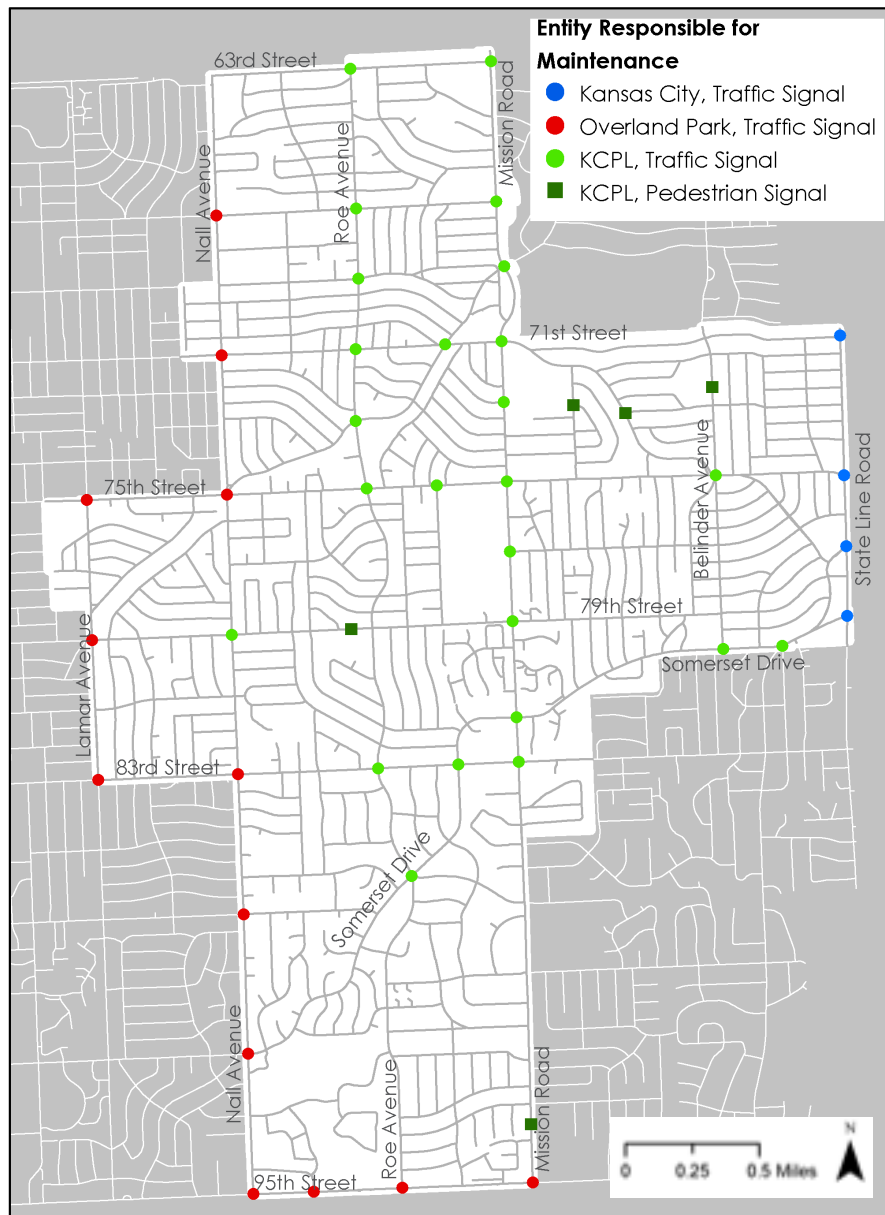 Entity Responsible for
Maintenance
Kansas City, Traffic Signal
Overland Park, Traffic Signal
KCPL, Traffic Signal
KCPL, Pedestrian Signal
63rd Street
Mission Road
Roe Avenue
Nall Avenue
71st Street
75th Street
Belinder Avenue
State Line Road
79th Street
Lamar Avenue
Somerset Drive
83rd Street
Somerset Drive
Nall Avenue
Roe Avenue
Mission Road
95th Street
N
0 0.25 0.5 Miles